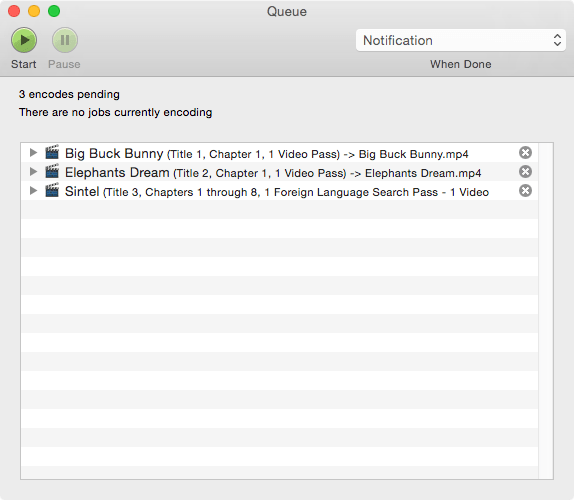 Queue
Start
Pause
Notification
When Done
3 encodes pending
There are no jobs currently encoding
Big Buck Bunny (Title 1, Chapter 1, 1 Video Pass) -> Big Buck Bunny.mp4
Elephants Dream (Title 2, Chapter 1, 1 Video Pass) -> Elephants Dream.mp4
Sintel (Title 3, Chapters 1 through 8, 1 Foreign Language Search Pass - 1 Video